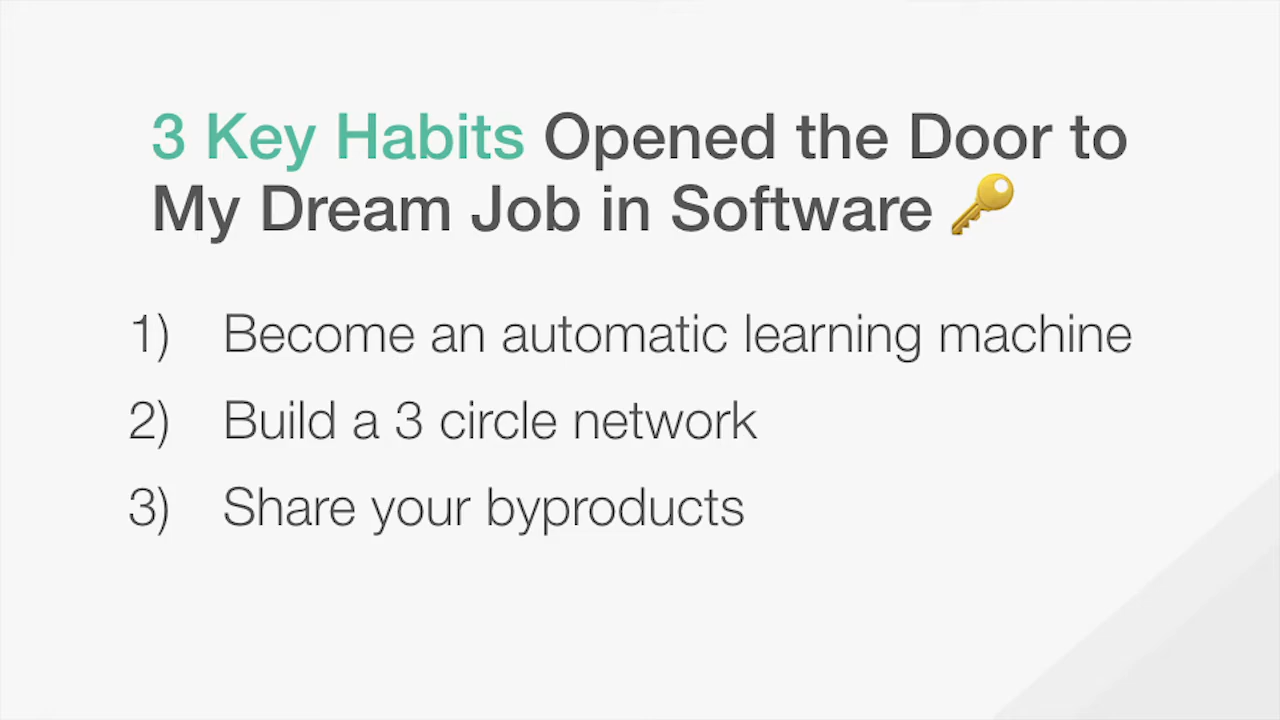 3 Key Habits Opened the Door to
My Dream Job in Software 🔑
1) Become an automatic learning machine
2) Build a 3 circle network
3) Share your byproducts